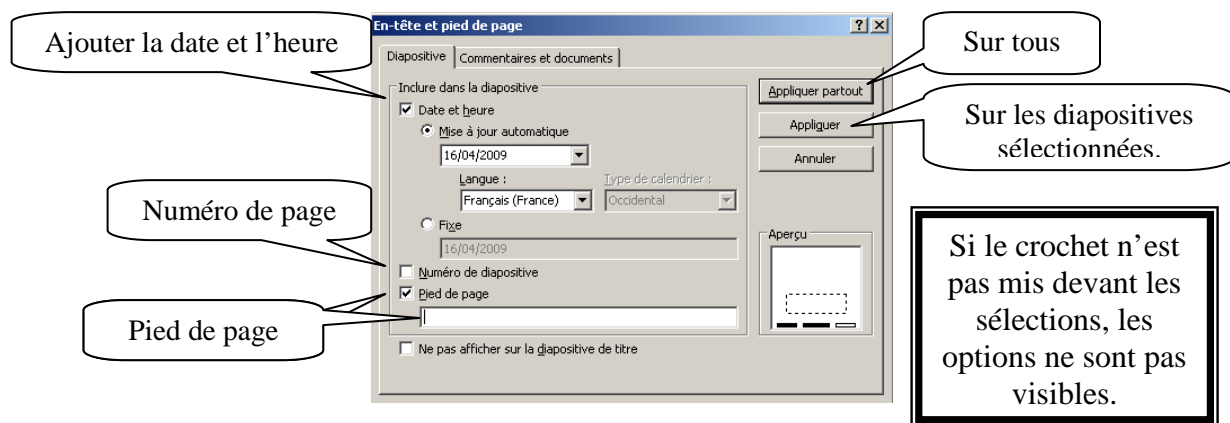 Ajouter la date et l'heure
En-tête et pied de page
Sur tous
Diapositive
Commentaires et documents
Inclure dans la diapositive
Appliquer partout
Date et heure
Appliquer
Sur les diapositives
sélectionnées.
Mise à jour automatique
16/04/2009
Annuler
Langue :
Type de calendrier :
Français (France)
Occidental
Numéro de page
Fixe
16/04/2009
Aperçu
Numéro de diapositive
Pied de page
Pied de page
Ne pas afficher sur la diapositive de titre
Si le crochet n'est
pas mis devant les
sélections, les
options ne sont pas
visibles.